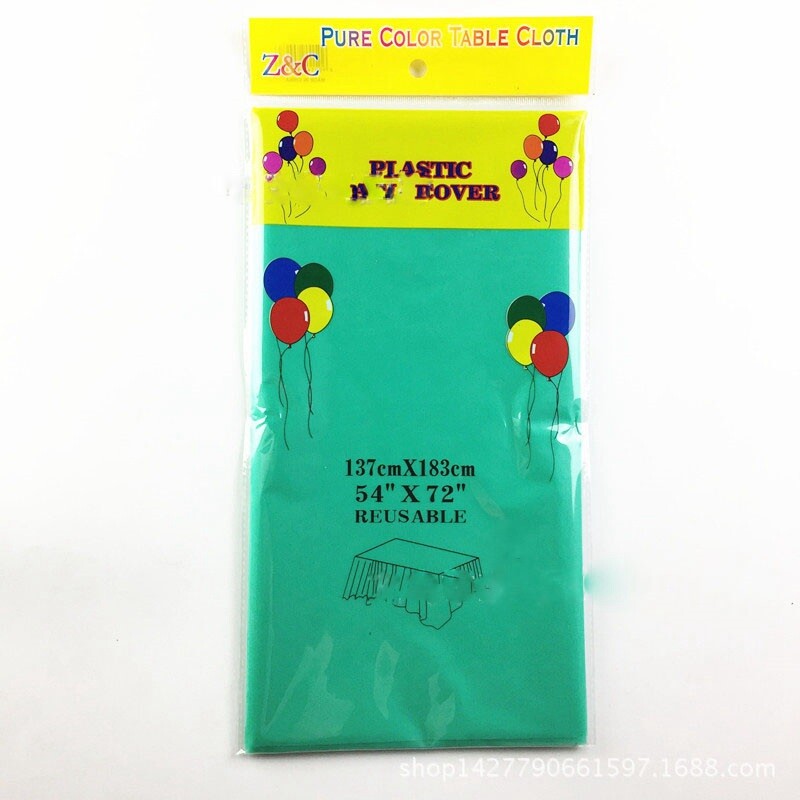 PURE COLOR TABLE CLOTH
Z&C
PLASTIC
137cmX183cm
54" X 72"
REUSABLE
shop1427790661597.1688.com